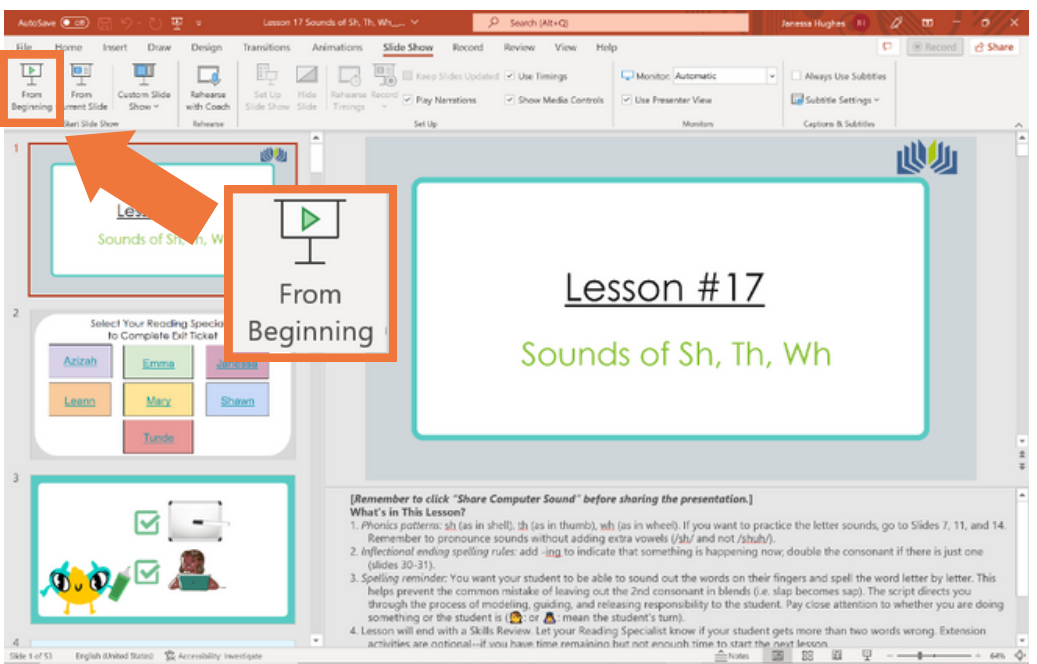 AutoSave Off Lesson 17 Sounds of Sh, Th, Wh_... Search (Alt+Q) Janessa Hughes
File Home Insert Draw Design Transitions Animations Slide Show Record Review View Help Record Share
From Beginning
From Current Slide
Custom Slide Show
Rehearse with Coach
Set Up Slide Show
Hide Slide
Rehearse Timings
Record
Keep Slides Updated Use Timings
Play Narrations Show Media Controls
Monitor: Automatic
Use Presenter View
Always Use Subtitles
Subtitle Settings
Start Slide Show Rehearse Set Up Monitors Captions & Subtitles
1
Sounds of Sh, Th, W
From
Beginning
2
Select Your Reading Specia
to Complete Exit Ticket
Azizah Emma Janessa
Leann Mary Shawn
Tunde
3
4
Lesson #17
Sounds of Sh, Th, Wh
[Remember to click "Share Computer Sound" before sharing the presentation.]
What's in This Lesson?
1. Phonics patterns: sh (as in shell), th (as in thumb), wh (as in wheel). If you want to practice the letter sounds, go to Slides 7, 11, and 14.
Remember to pronounce sounds without adding extra vowels (/sh/ and not /shuh/).
2. Inflectional ending spelling rules: add -ing to indicate that something is happening now; double the consonant if there is just one
(slides 30-31).
3. Spelling reminder: You want your student to be able to sound out the words on their fingers and spell the word letter by letter. This
helps prevent the common mistake of leaving out the 2nd consonant in blends (i.e. slap becomes sap). The script directs you
through the process of modeling, guiding, and releasing responsibility to the student. Pay close attention to whether you are doing
something or the student is (: or : mean the student's turn).
4. Lesson will end with a Skills Review. Let your Reading Specialist know if your student gets more than two words wrong. Extension
activities are optional--if you have time remaining but not enough time to start the next lesson.
Slide 1 of 53 English (United States) Accessibility: Investigate Notes 64%